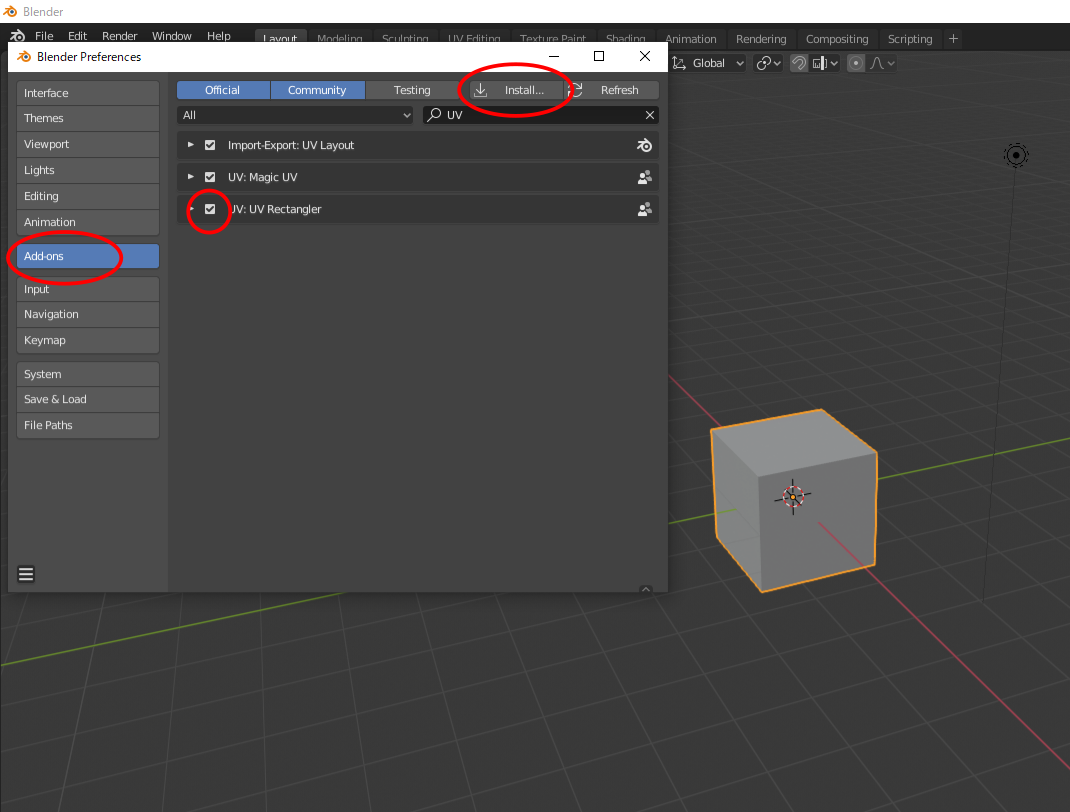 Blender
File Edit Render Window Help Layout Modeling Sculpting UV Editing Texture Paint Shading Animation Rendering Compositing Scripting +
Blender Preferences
Global
Interface
Themes
Viewport
Lights
Editing
Animation
Add-ons
Input
Navigation
Keymap
System
Save & Load
File Paths
Official Community Testing Install... Refresh
All UV
Import-Export: UV Layout
UV: Magic UV
UV: UV Rectangler